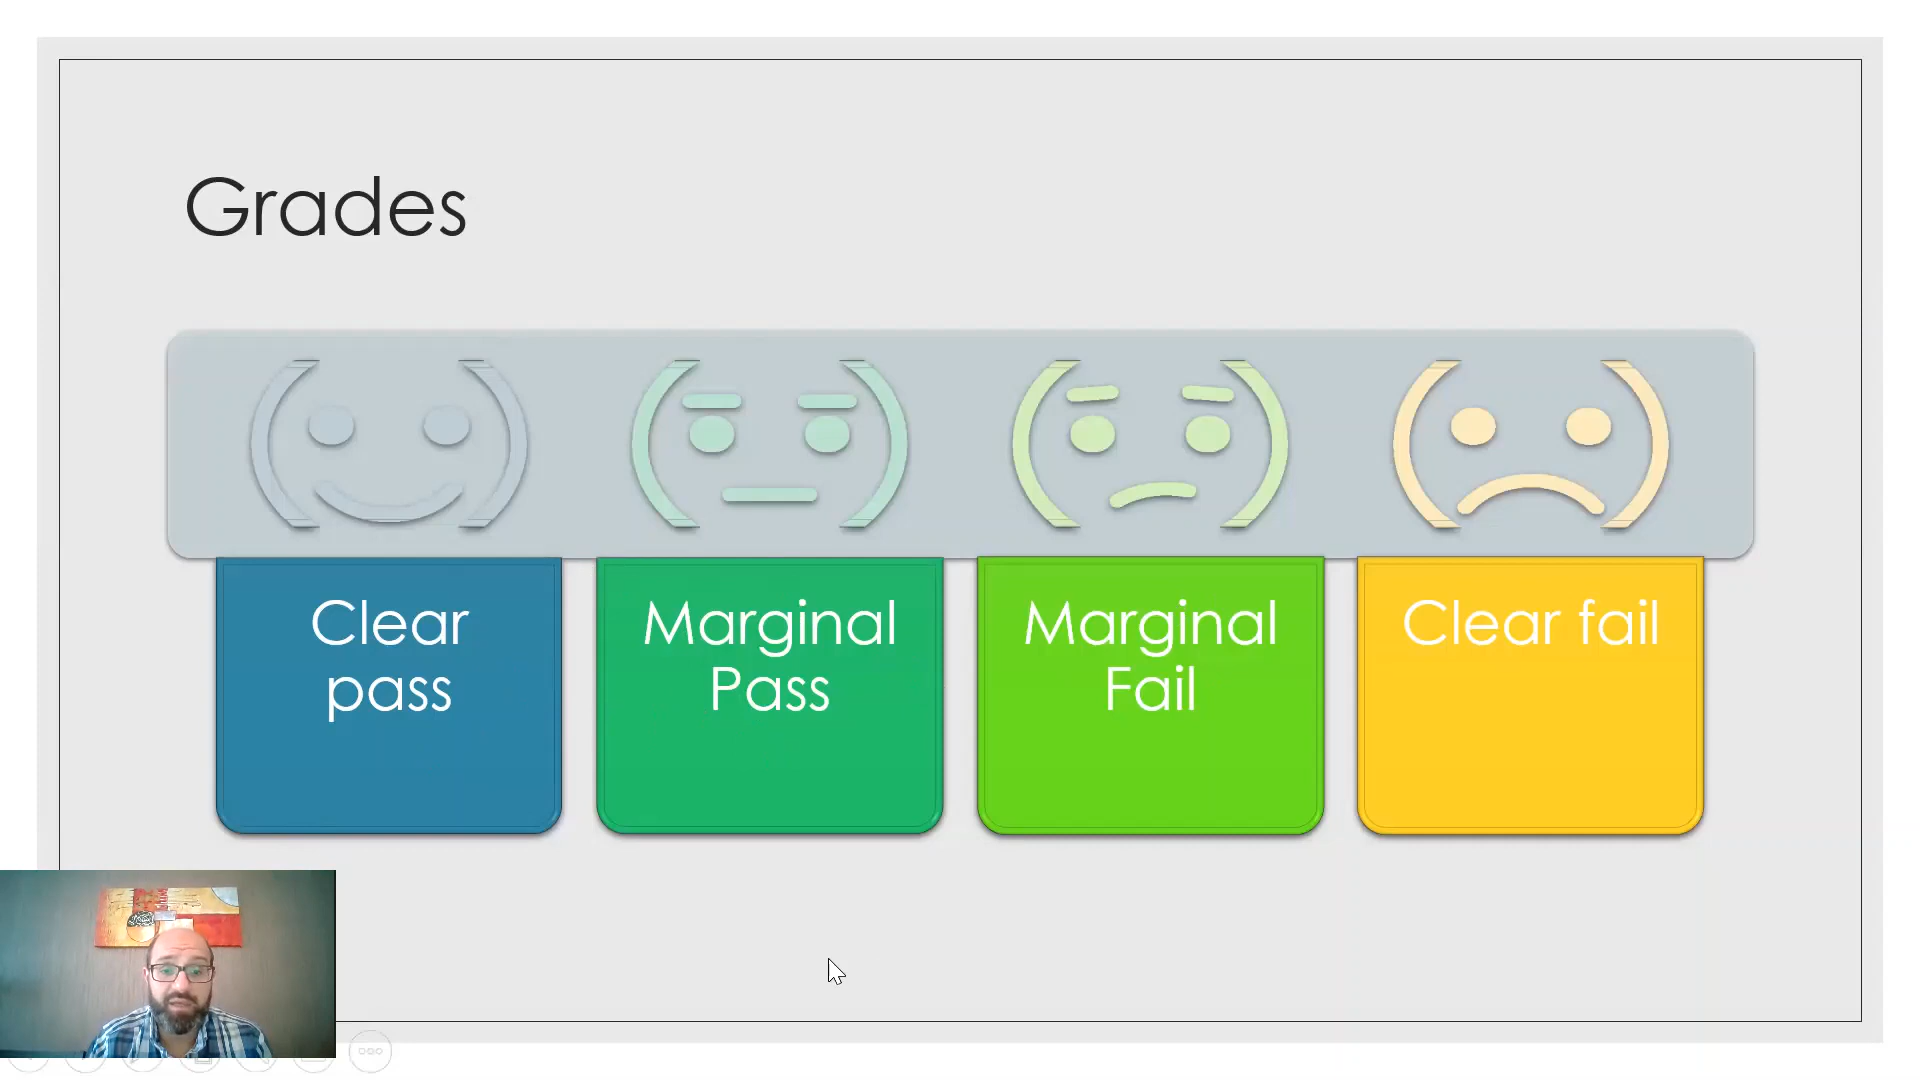 Grades
Clear
pass
Marginal
Pass
Marginal
Fail
Clear fail